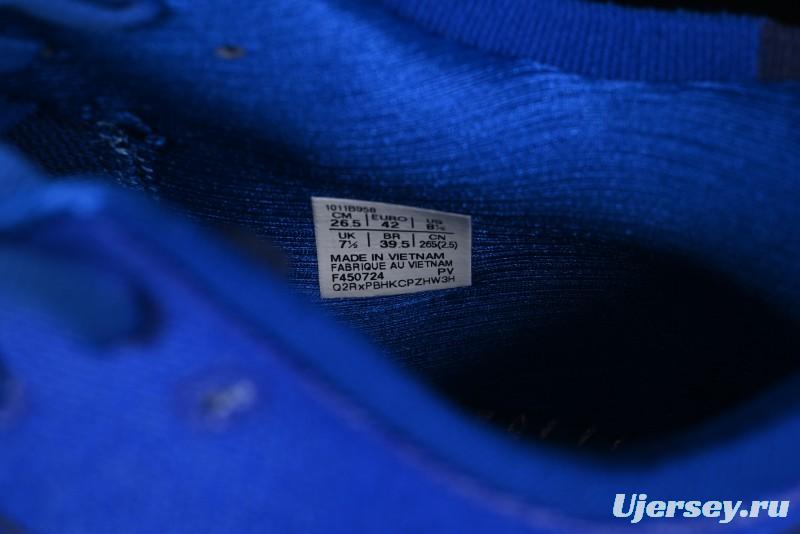 1011B958
CM | EURO | US
26.5 | 42 | 8½
UK | BR | CN
7½ | 39.5 | 265(2.5)
MADE IN VIETNAM
FABRIQUE AU VIETNAM
F450724 PV
Q2RxPBHKCPZHW3H
Ujersey.ru